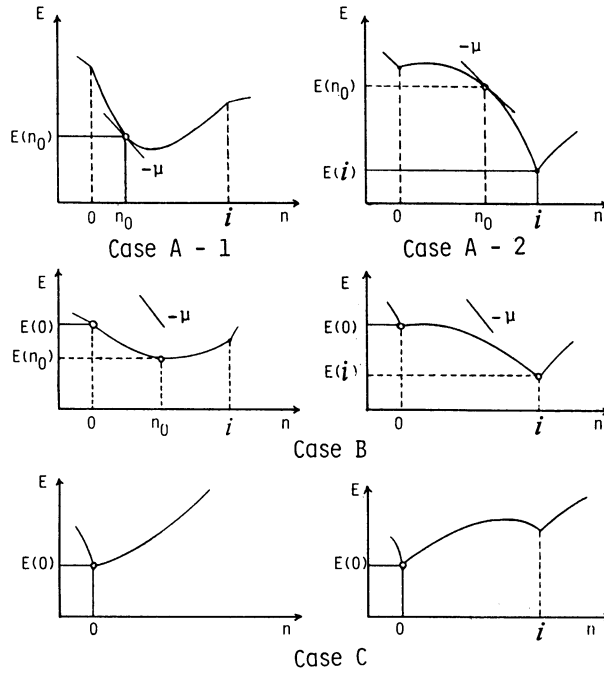 E
E
E(n₀)
-μ
0
n₀
i
n
-μ
E(n₀)
E(i)
0
n₀
i
n
Case A - 1
Case A - 2
E
E
E(0)
E(n₀)
-μ
0
n₀
i
n
E(0)
E(i)
-μ
0
i
n
Case B
E
E
E(0)
0
n
E(0)
0
i
n
Case C